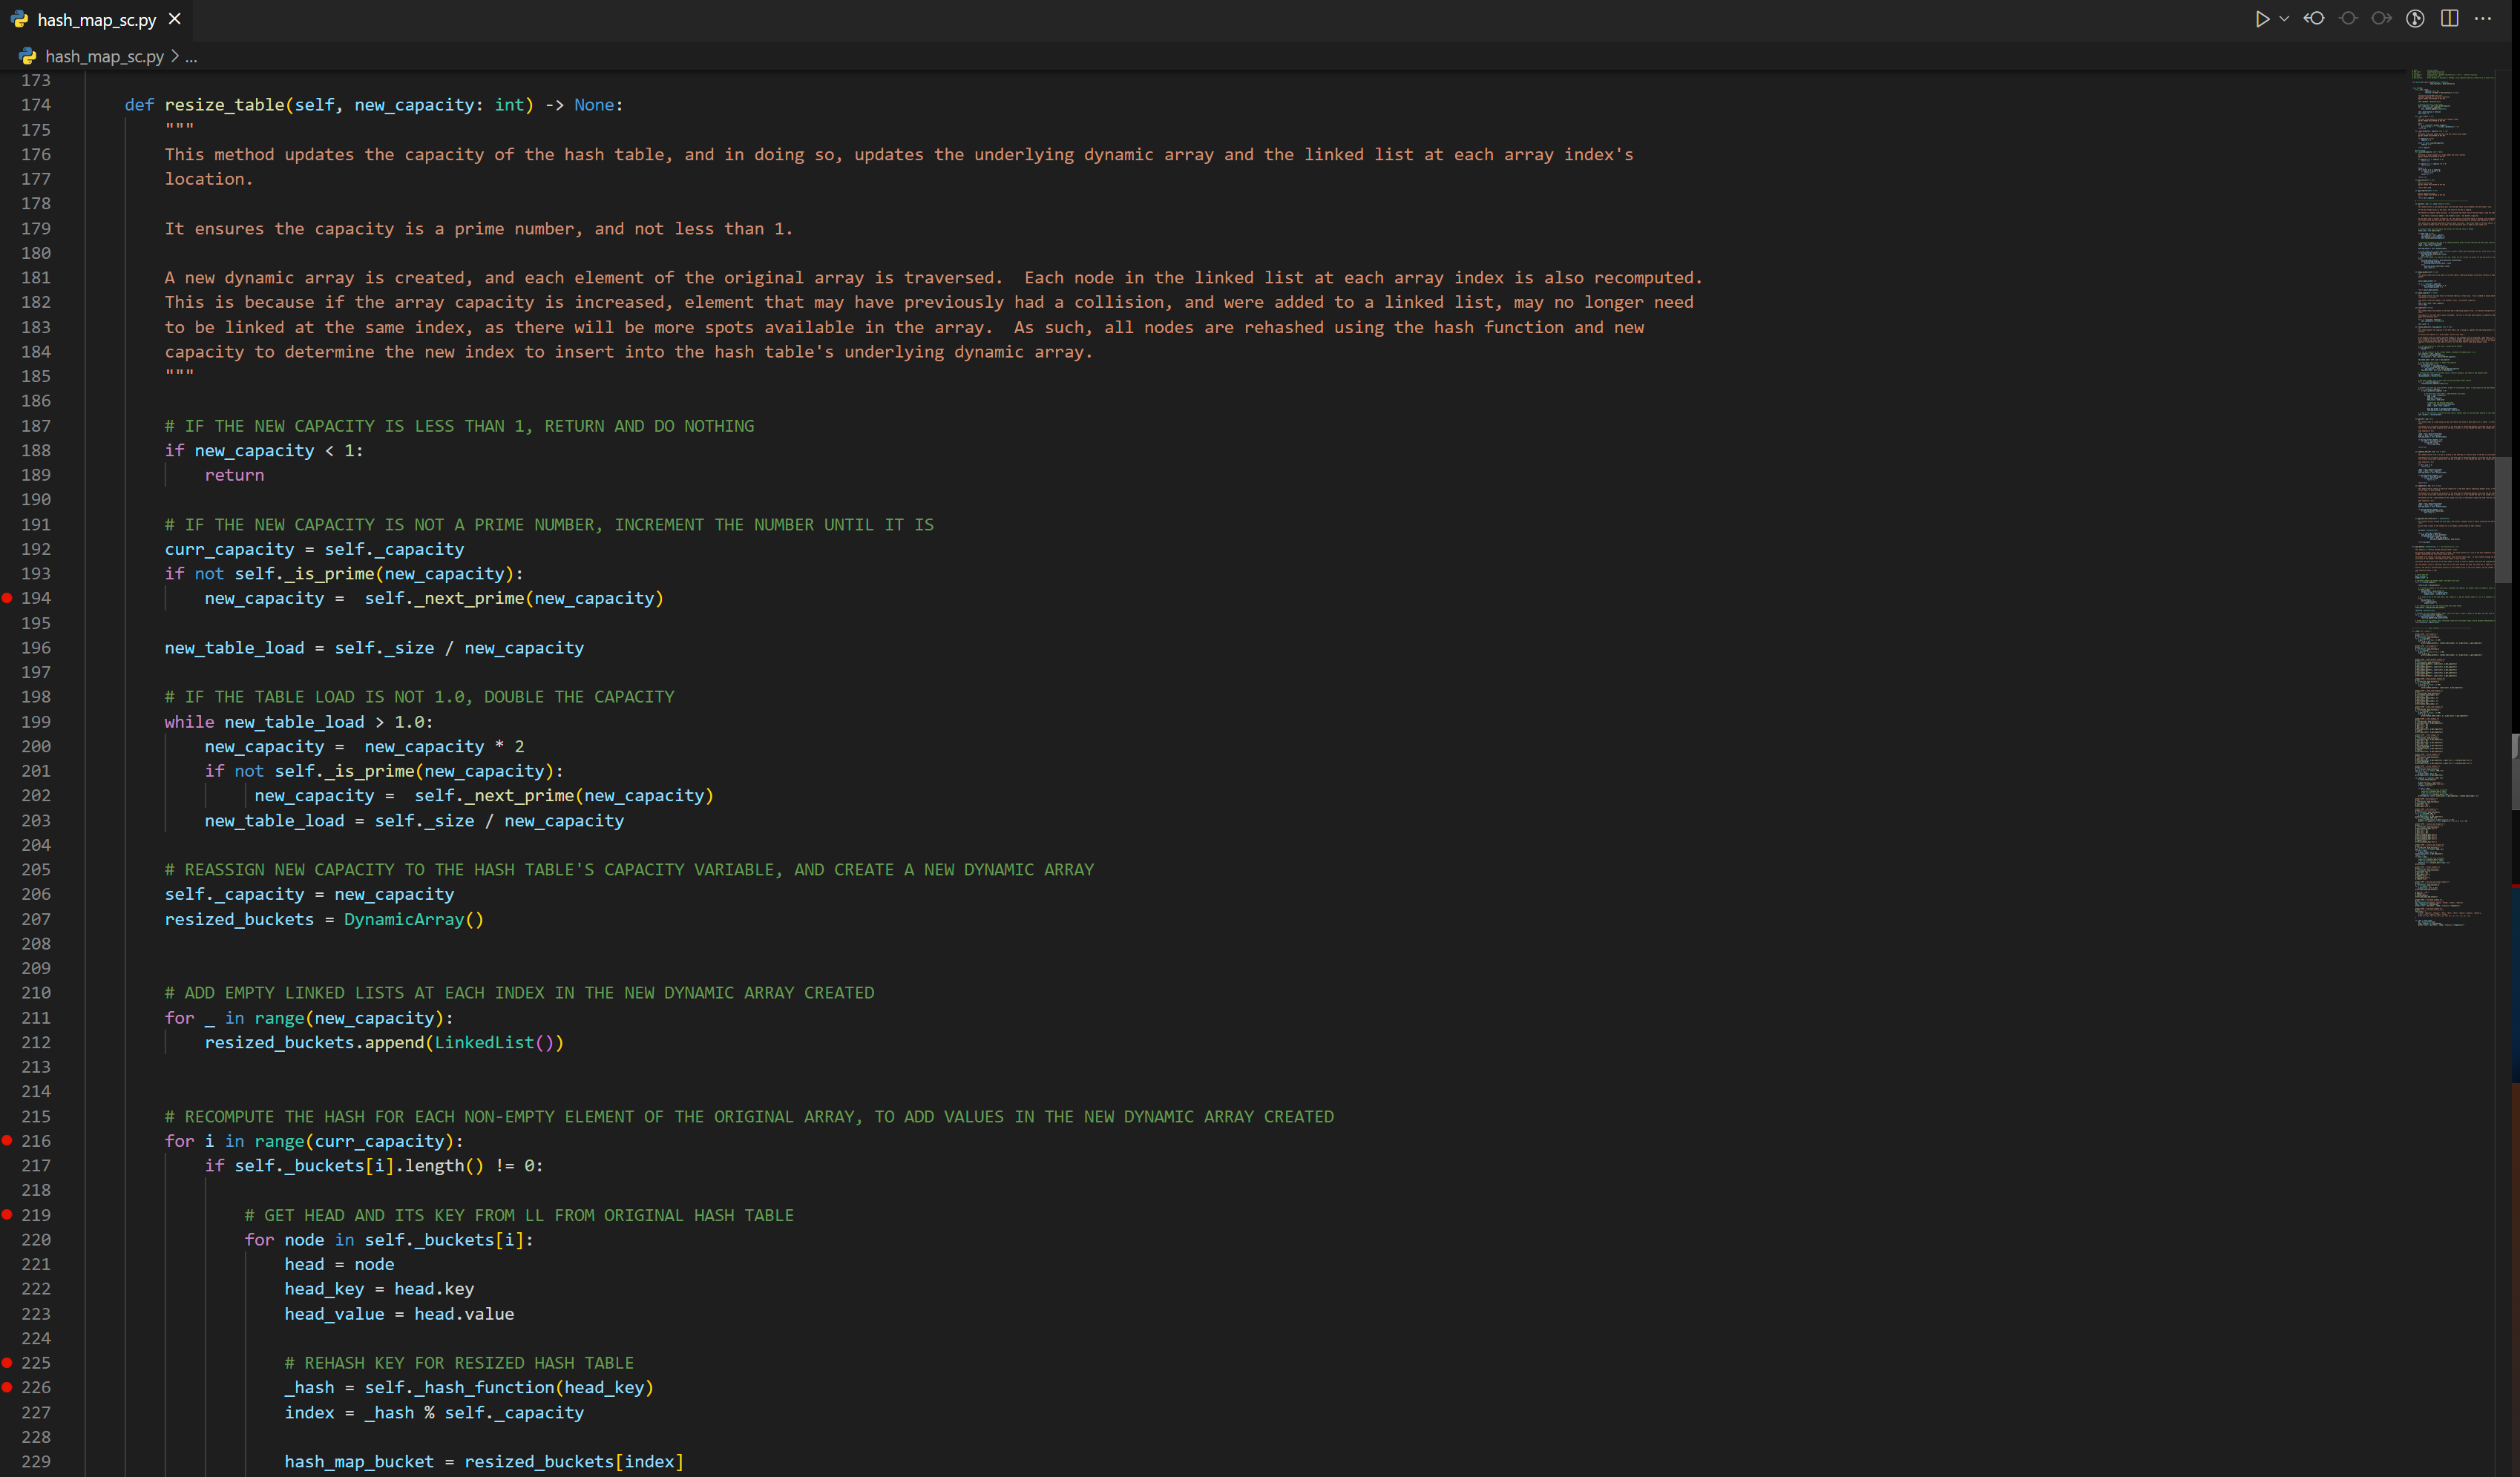 hash_map_sc.py
hash_map_sc.py > ...
173
174 def resize_table(self, new_capacity: int) -> None:
175 """
176 This method updates the capacity of the hash table, and in doing so, updates the underlying dynamic array and the linked list at each array index's
177 location.
178
179 It ensures the capacity is a prime number, and not less than 1.
180
181 A new dynamic array is created, and each element of the original array is traversed.  Each node in the linked list at each array index is also recomputed.
182 This is because if the array capacity is increased, element that may have previously had a collision, and were added to a linked list, may no longer need
183 to be linked at the same index, as there will be more spots available in the array.  As such, all nodes are rehashed using the hash function and new
184 capacity to determine the new index to insert into the hash table's underlying dynamic array.
185 """
186
187 # IF THE NEW CAPACITY IS LESS THAN 1, RETURN AND DO NOTHING
188 if new_capacity < 1:
189 return
190
191 # IF THE NEW CAPACITY IS NOT A PRIME NUMBER, INCREMENT THE NUMBER UNTIL IT IS
192 curr_capacity = self._capacity
193 if not self._is_prime(new_capacity):
194 new_capacity =  self._next_prime(new_capacity)
195
196 new_table_load = self._size / new_capacity
197
198 # IF THE TABLE LOAD IS NOT 1.0, DOUBLE THE CAPACITY
199 while new_table_load > 1.0:
200 new_capacity =  new_capacity * 2
201 if not self._is_prime(new_capacity):
202 new_capacity =  self._next_prime(new_capacity)
203 new_table_load = self._size / new_capacity
204
205 # REASSIGN NEW CAPACITY TO THE HASH TABLE'S CAPACITY VARIABLE, AND CREATE A NEW DYNAMIC ARRAY
206 self._capacity = new_capacity
207 resized_buckets = DynamicArray()
208
209
210 # ADD EMPTY LINKED LISTS AT EACH INDEX IN THE NEW DYNAMIC ARRAY CREATED
211 for _ in range(new_capacity):
212 resized_buckets.append(LinkedList())
213
214
215 # RECOMPUTE THE HASH FOR EACH NON-EMPTY ELEMENT OF THE ORIGINAL ARRAY, TO ADD VALUES IN THE NEW DYNAMIC ARRAY CREATED
216 for i in range(curr_capacity):
217 if self._buckets[i].length() != 0:
218
219 # GET HEAD AND ITS KEY FROM LL FROM ORIGINAL HASH TABLE
220 for node in self._buckets[i]:
221 head = node
222 head_key = head.key
223 head_value = head.value
224
225 # REHASH KEY FOR RESIZED HASH TABLE
226 _hash = self._hash_function(head_key)
227 index = _hash % self._capacity
228
229 hash_map_bucket = resized_buckets[index]